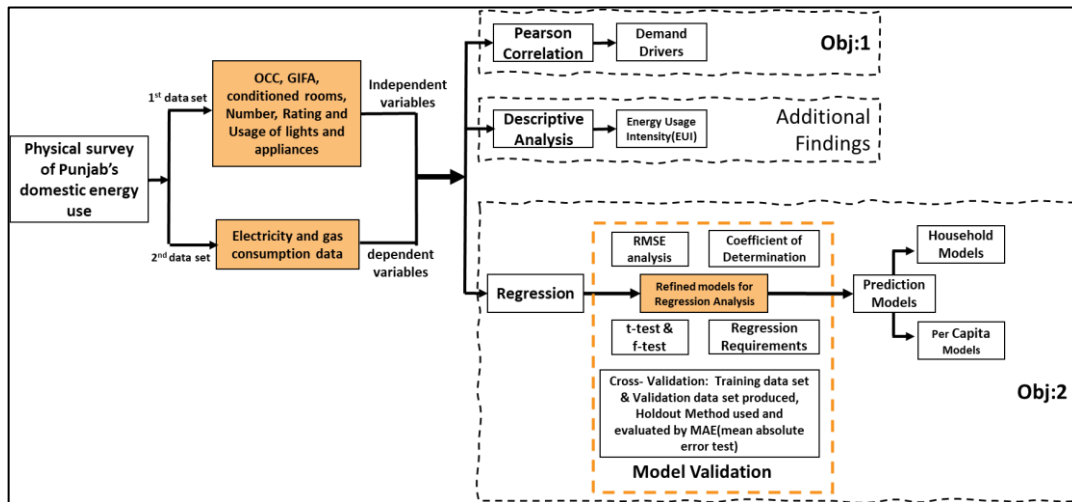 Physical survey
of Punjab's
domestic energy
use
1st data set
2nd data set
OCC, GIFA,
conditioned rooms,
Number, Rating and
Usage of lights and
appliances
Electricity and gas
consumption data
Independent
variables
dependent
variables
Pearson
Correlation
Demand
Drivers
Obj:1
Descriptive
Analysis
Energy Usage
Intensity(EUI)
Additional
Findings
Regression
RMSE
analysis
Coefficient of
Determination
Refined models for
Regression Analysis
t-test &
f-test
Regression
Requirements
Cross- Validation: Training data set
& Validation data set produced,
Holdout Method used and
evaluated by MAE(mean absolute
error test)
Model Validation
Prediction
Models
Household
Models
Per Capita
Models
Obj:2